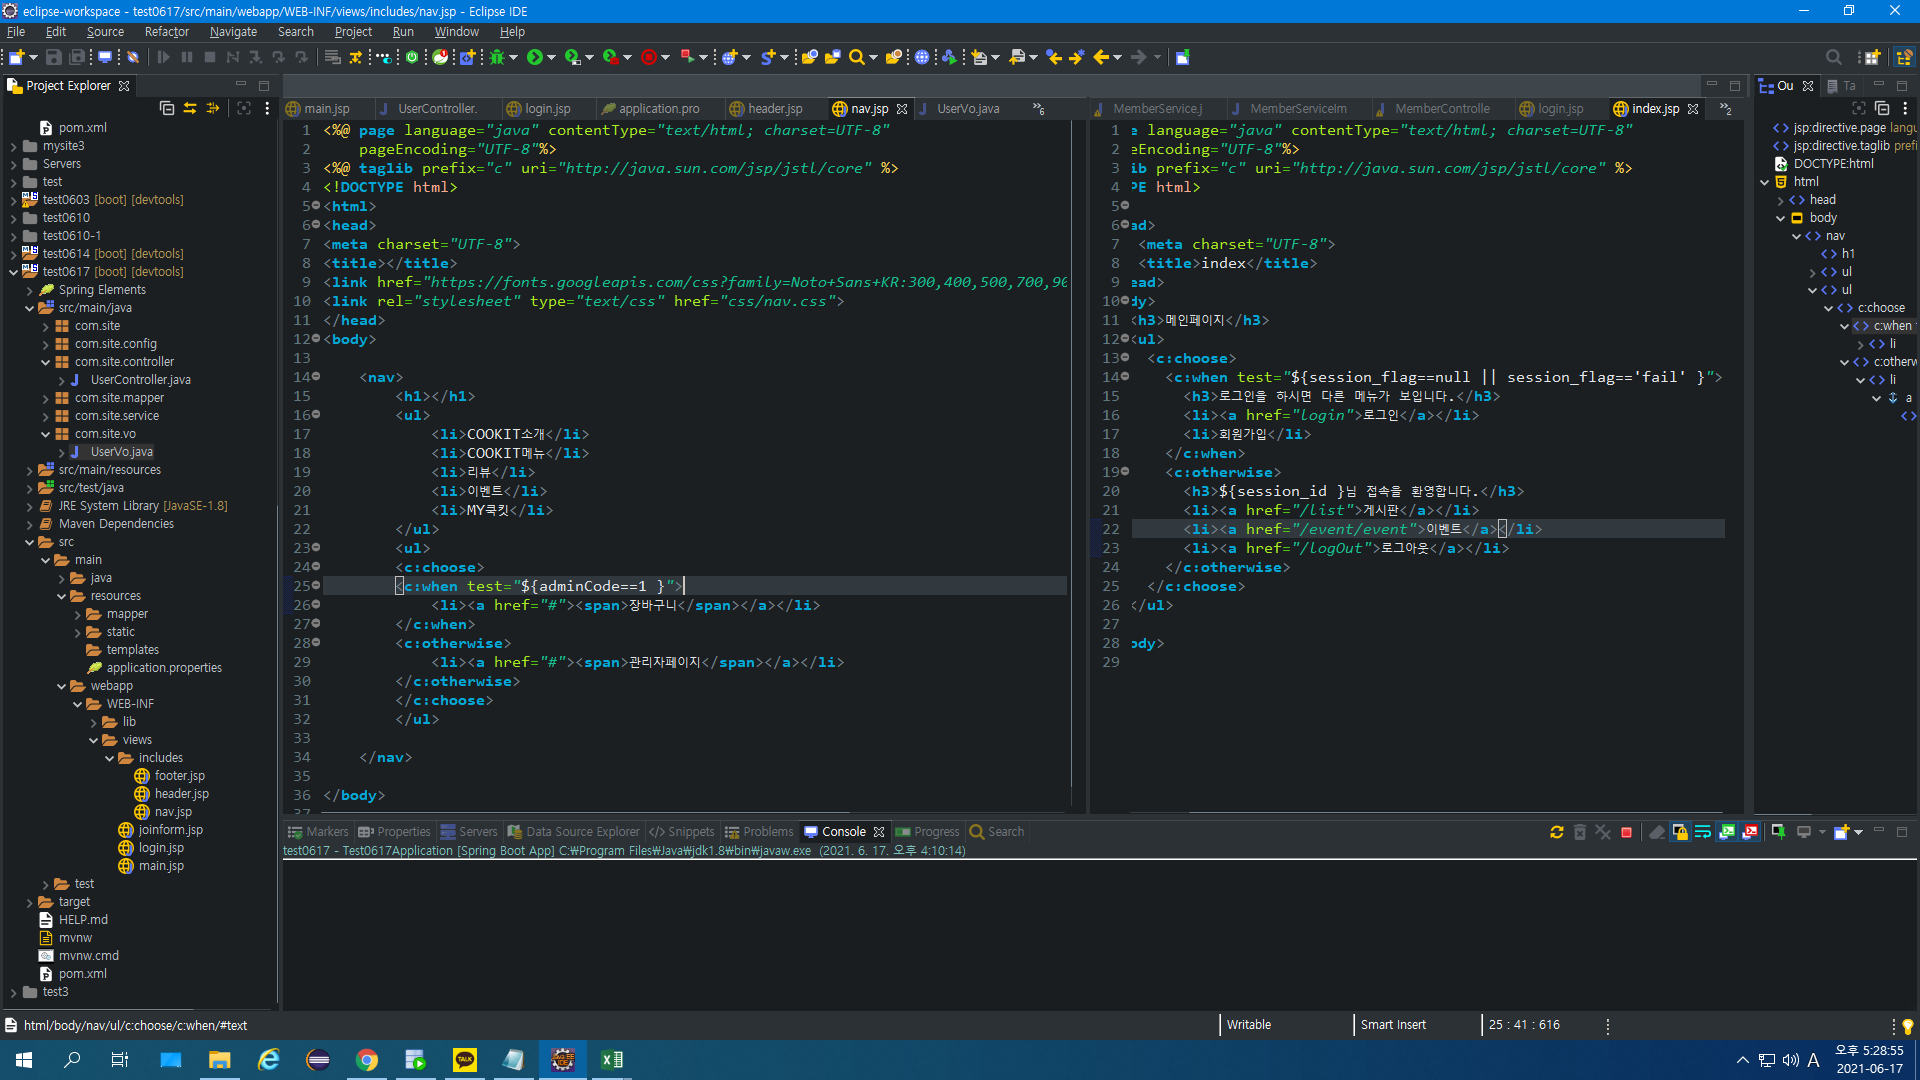 eclipse-workspace - test0617/src/main/webapp/WEB-INF/views/includes/nav.jsp - Eclipse IDE
File Edit Source Refactor Navigate Search Project Run Window Help
Project Explorer
pom.xml
mysite3
Servers
test
test0603 [boot] [devtools]
test0610
test0610-1
test0614 [boot] [devtools]
test0617 [boot] [devtools]
Spring Elements
src/main/java
com.site
com.site.config
com.site.controller
UserController.java
com.site.mapper
com.site.service
com.site.vo
UserVo.java
src/main/resources
src/test/java
JRE System Library [JavaSE-1.8]
Maven Dependencies
src
main
java
resources
mapper
static
templates
application.properties
webapp
WEB-INF
lib
views
includes
footer.jsp
header.jsp
nav.jsp
joinform.jsp
login.jsp
main.jsp
test
target
HELP.md
mvnw
mvnw.cmd
pom.xml
test3
main.jsp UserController. login.jsp application.pro header.jsp nav.jsp UserVo.java »6
1 <%@ page language="java" contentType="text/html; charset=UTF-8"
2 pageEncoding="UTF-8"%>
3 <%@ taglib prefix="c" uri="http://java.sun.com/jsp/jstl/core" %>
4 <!DOCTYPE html>
5 <html>
6 <head>
7 <meta charset="UTF-8">
8 <title></title>
9 <link href="https://fonts.googleapis.com/css?family=Noto+Sans+KR:300,400,500,700,90
10 <link rel="stylesheet" type="text/css" href="css/nav.css">
11 </head>
12 <body>
13
14 <nav>
15 <h1></h1>
16 <ul>
17 <li>COOKIT소개</li>
18 <li>COOKIT메뉴</li>
19 <li>리뷰</li>
20 <li>이벤트</li>
21 <li>MY쿡킷</li>
22 </ul>
23 <ul>
24 <c:choose>
25 <c:when test="${adminCode==1 }">
26 <li><a href="#"><span>장바구니</span></a></li>
27 </c:when>
28 <c:otherwise>
29 <li><a href="#"><span>관리자페이지</span></a></li>
30 </c:otherwise>
31 </c:choose>
32 </ul>
33
34 </nav>
35
36 </body>
37
MemberService.j MemberServiceIm MemberControlle login.jsp index.jsp »2
1 e language="java" contentType="text/html; charset=UTF-8"
2 eEncoding="UTF-8"%>
3 ib prefix="c" uri="http://java.sun.com/jsp/jstl/core" %>
4 PE html>
5
6 ad>
7 <meta charset="UTF-8">
8 <title>index</title>
9 ead>
10 dy>
11 <h3>메인페이지</h3>
12 <ul>
13 <c:choose>
14 <c:when test="${session_flag==null || session_flag=='fail' }">
15 <h3>로그인을 하시면 다른 메뉴가 보입니다.</h3>
16 <li><a href="login">로그인</a></li>
17 <li>회원가입</li>
18 </c:when>
19 <c:otherwise>
20 <h3>${session_id }님 접속을 환영합니다.</h3>
21 <li><a href="/list">게시판</a></li>
22 <li><a href="/event/event">이벤트</a></li>
23 <li><a href="/logOut">로그아웃</a></li>
24 </c:otherwise>
25 </c:choose>
26 </ul>
27
28 ody>
29
Ou Ta
jsp:directive.page langu
jsp:directive.taglib prefi
DOCTYPE:html
html
head
body
nav
h1
ul
ul
c:choose
c:when t
li
c:otherw
li
a
Markers Properties Servers Data Source Explorer Snippets Problems Console Progress Search
test0617 - Test0617Application [Spring Boot App] C:₩Program Files₩Java₩jdk1.8₩bin₩javaw.exe (2021. 6. 17. 오후 4:10:14)
html/body/nav/ul/c:choose/c:when/#text
Writable
Smart Insert
25 : 41 : 616
TALK
A
오후 5:28:55
2021-06-17